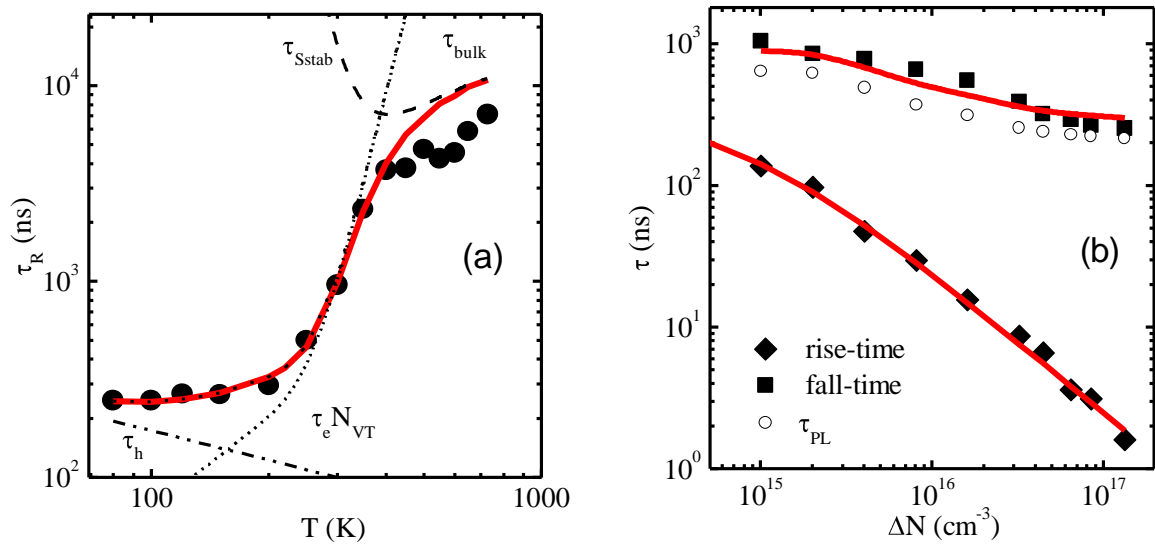 τ_Sstab
τ_bulk
10^4
10^3
10^2
τ_R (ns)
(a)
τ_h
τ_e N_VT
100
1000
T (K)
10^3
10^2
10^1
10^0
τ (ns)
(b)
rise-time
fall-time
τ_PL
10^15
10^16
10^17
ΔN (cm^-3)